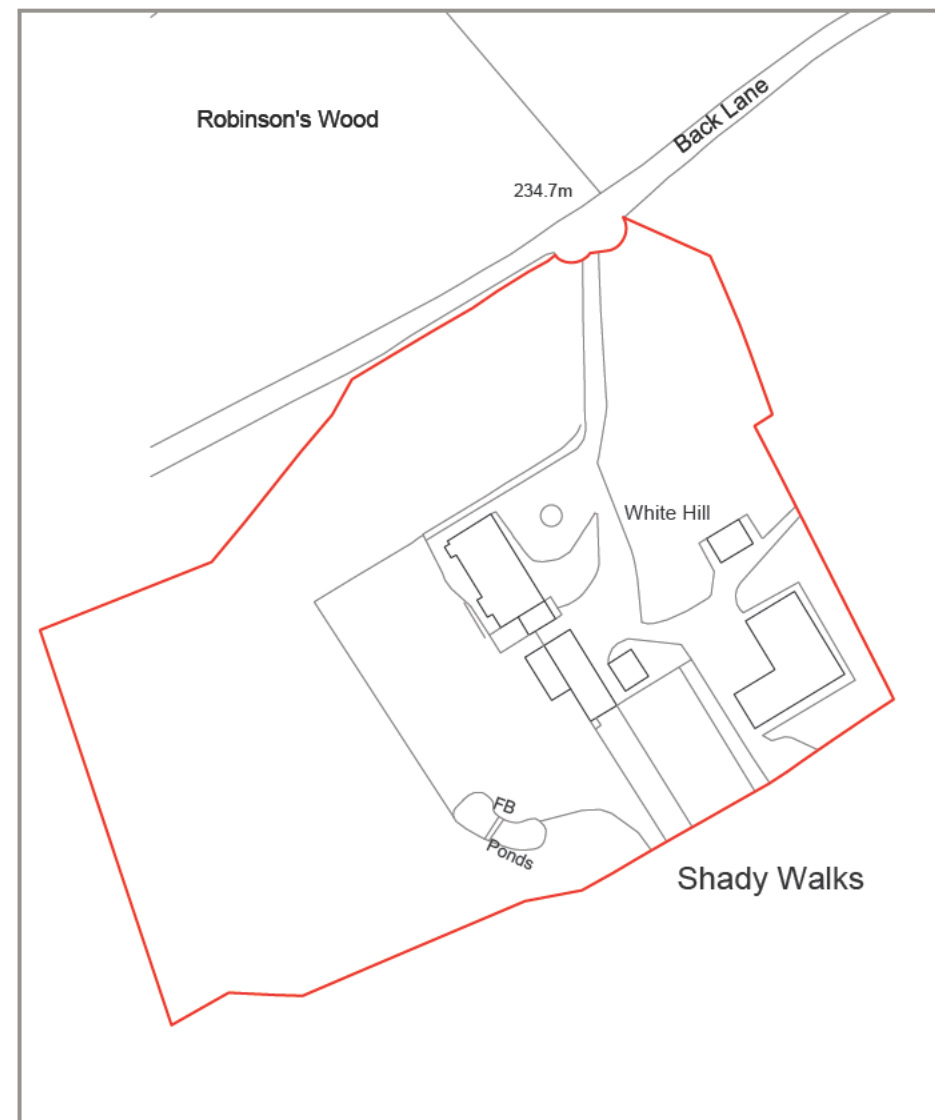 Robinson's Wood
Back Lane
234.7m
White Hill
FB
Ponds
Shady Walks